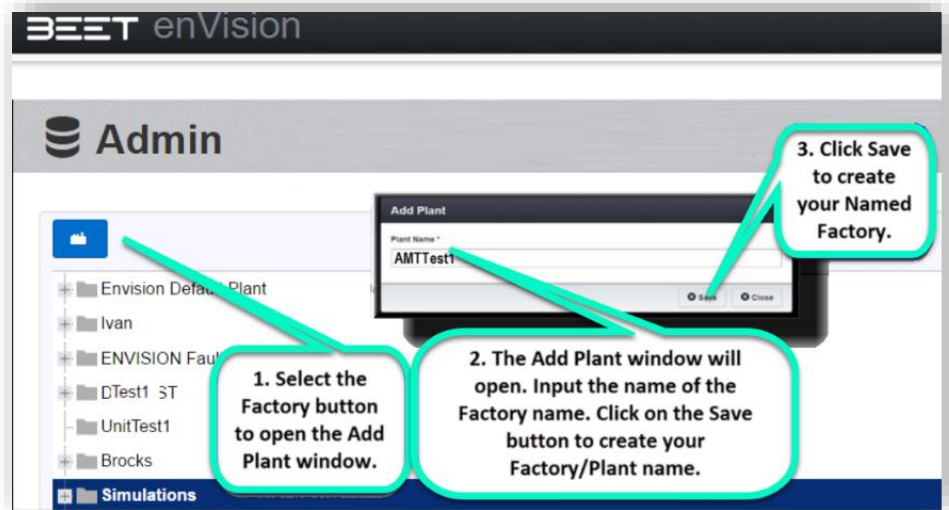 BEET enVision
Admin
3. Click Save
to create
your Named
Factory.
Add Plant
Plant Name *
AMTTest1
Save Close
Envision Default Plant
Ivan
ENVISION Fau
DTest1 ST
UnitTest1
Brocks
Simulations
1. Select the
Factory button
to open the Add
Plant window.
2. The Add Plant window will
open. Input the name of the
Factory name. Click on the Save
button to create your
Factory/Plant name.